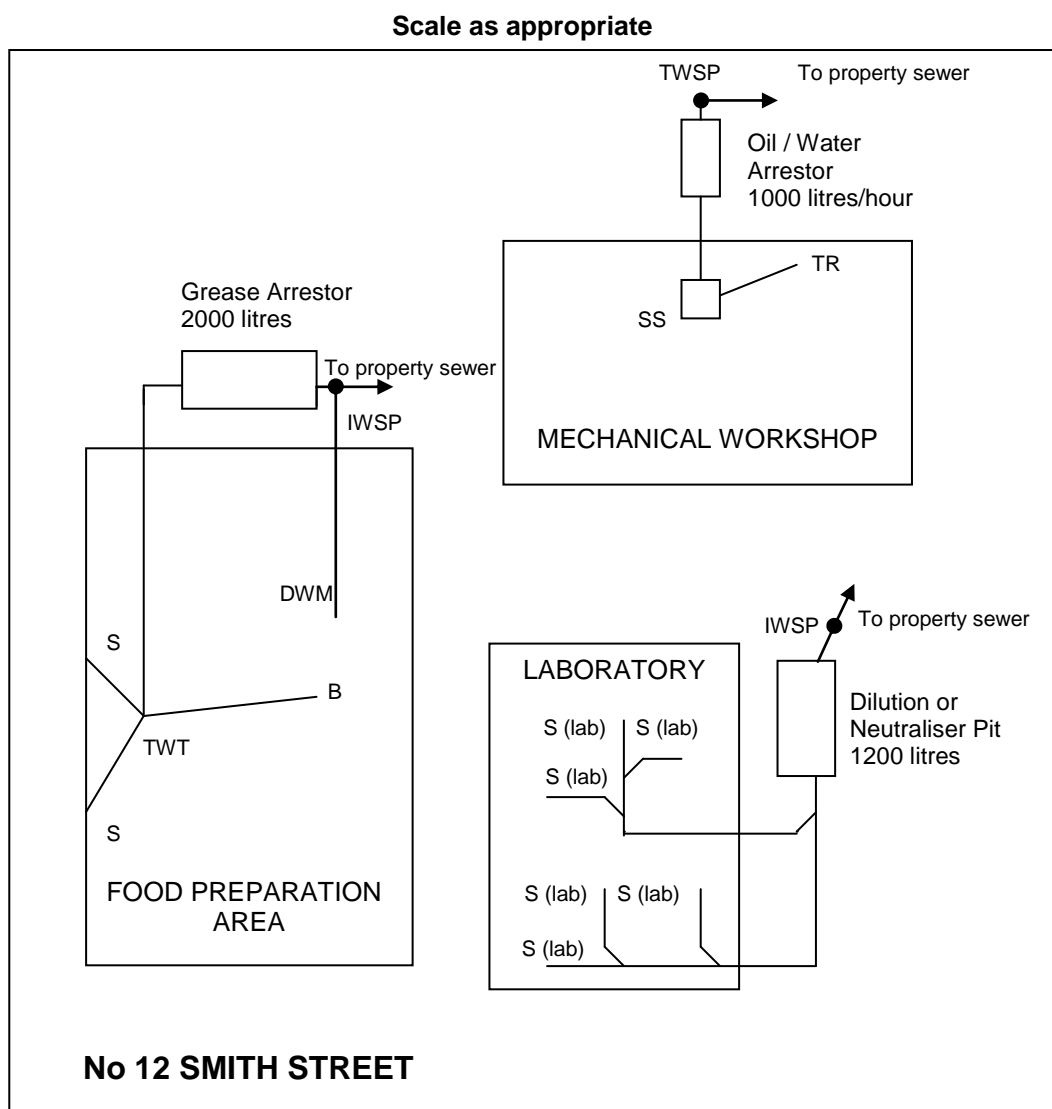 Scale as appropriate
TWSP
To property sewer
Oil / Water
Arrestor
1000 litres/hour
TR
SS
MECHANICAL WORKSHOP
Grease Arrestor
2000 litres
To property sewer
IWSP
DWM
S
B
TWT
S
FOOD PREPARATION
AREA
IWSP
To property sewer
LABORATORY
Dilution or
Neutraliser Pit
1200 litres
S (lab) S (lab)
S (lab)
S (lab) S (lab)
S (lab)
No 12 SMITH STREET